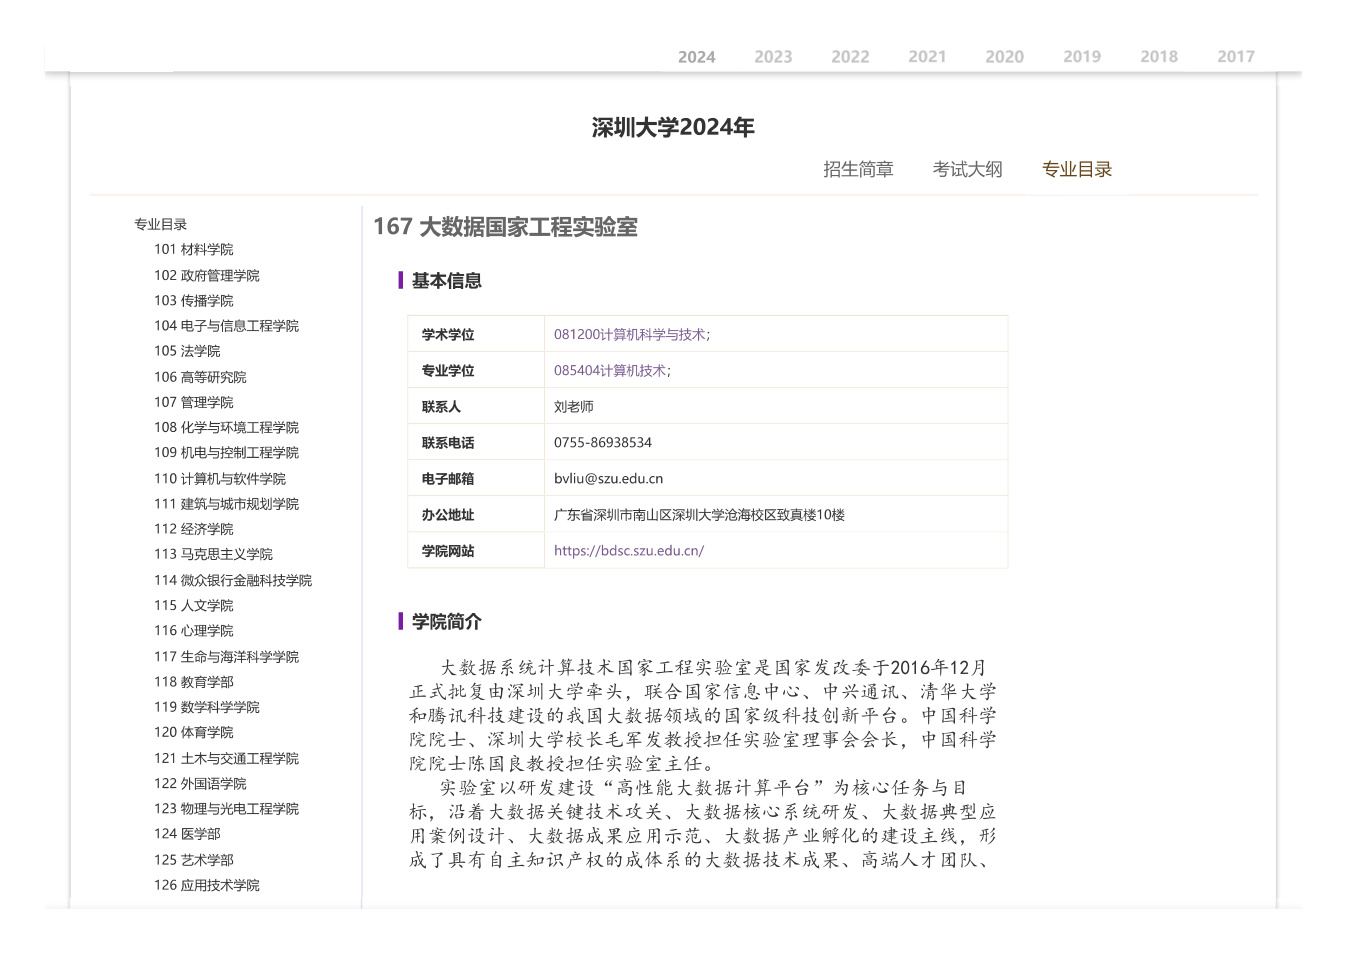 2024 2023 2022 2021 2020 2019 2018 2017
深圳大学2024年
招生简章 考试大纲 专业目录
专业目录
101 材料学院
102 政府管理学院
103 传播学院
104 电子与信息工程学院
105 法学院
106 高等研究院
107 管理学院
108 化学与环境工程学院
109 机电与控制工程学院
110 计算机与软件学院
111 建筑与城市规划学院
112 经济学院
113 马克思主义学院
114 微众银行金融科技学院
115 人文学院
116 心理学院
117 生命与海洋科学学院
118 教育学部
119 数学科学学院
120 体育学院
121 土木与交通工程学院
122 外国语学院
123 物理与光电工程学院
124 医学部
125 艺术学部
126 应用技术学院
167 大数据国家工程实验室
基本信息
学术学位 081200计算机科学与技术;
专业学位 085404计算机技术;
联系人 刘老师
联系电话 0755-86938534
电子邮箱 bvliu@szu.edu.cn
办公地址 广东省深圳市南山区深圳大学沧海校区致真楼10楼
学院网站 https://bdsc.szu.edu.cn/
学院简介
大数据系统计算技术国家工程实验室是国家发改委于2016年12月
正式批复由深圳大学牵头，联合国家信息中心、中兴通讯、清华大学
和腾讯科技建设的我国大数据领域的国家级科技创新平台。中国科学
院院士、深圳大学校长毛军发教授担任实验室理事会会长，中国科学
院院士陈国良教授担任实验室主任。
实验室以研发建设“高性能大数据计算平台”为核心任务与目
标，沿着大数据关键技术攻关、大数据核心系统研发、大数据典型应
用案例设计、大数据成果应用示范、大数据产业孵化的建设主线，形
成了具有自主知识产权的成体系的大数据技术成果、高端人才团队、